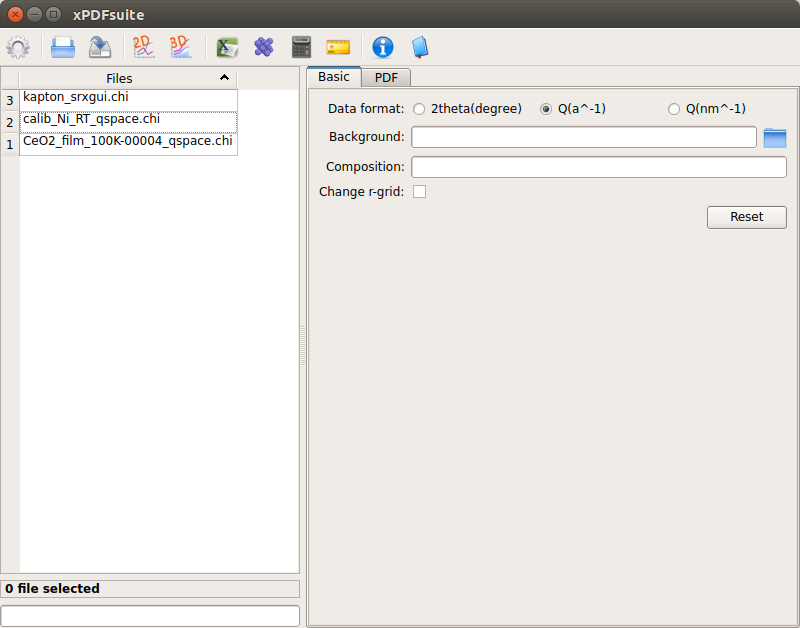 xPDFsuite
2D 3D X
Files
3 kapton_srxgui.chi
2 calib_Ni_RT_qspace.chi
1 CeO2_film_100K-00004_qspace.chi
0 file selected
Basic PDF
Data format: 2theta(degree) Q(a^-1) Q(nm^-1)
Background:
Composition:
Change r-grid:
Reset